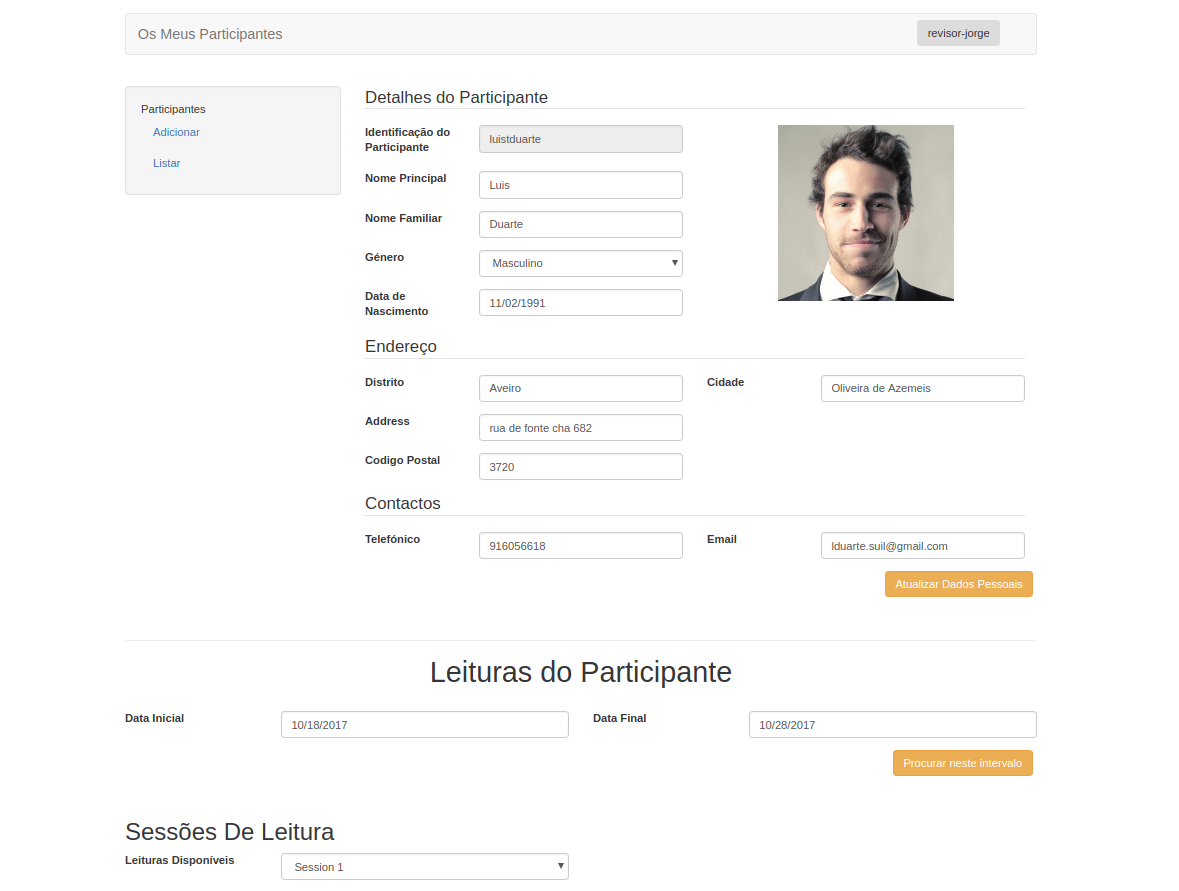 Os Meus Participantes
revisor-jorge
Participantes
Adicionar
Listar
Detalhes do Participante
Identificação do
Participante
luistduarte
Nome Principal
Luis
Nome Familiar
Duarte
Género
Masculino
Data de
Nascimento
11/02/1991
Endereço
Distrito
Aveiro
Cidade
Oliveira de Azemeis
Address
rua de fonte cha 682
Codigo Postal
3720
Contactos
Telefónico
916056618
Email
lduarte.suil@gmail.com
Atualizar Dados Pessoais
Leituras do Participante
Data Inicial
10/18/2017
Data Final
10/28/2017
Procurar neste intervalo
Sessões De Leitura
Leituras Disponíveis
Session 1